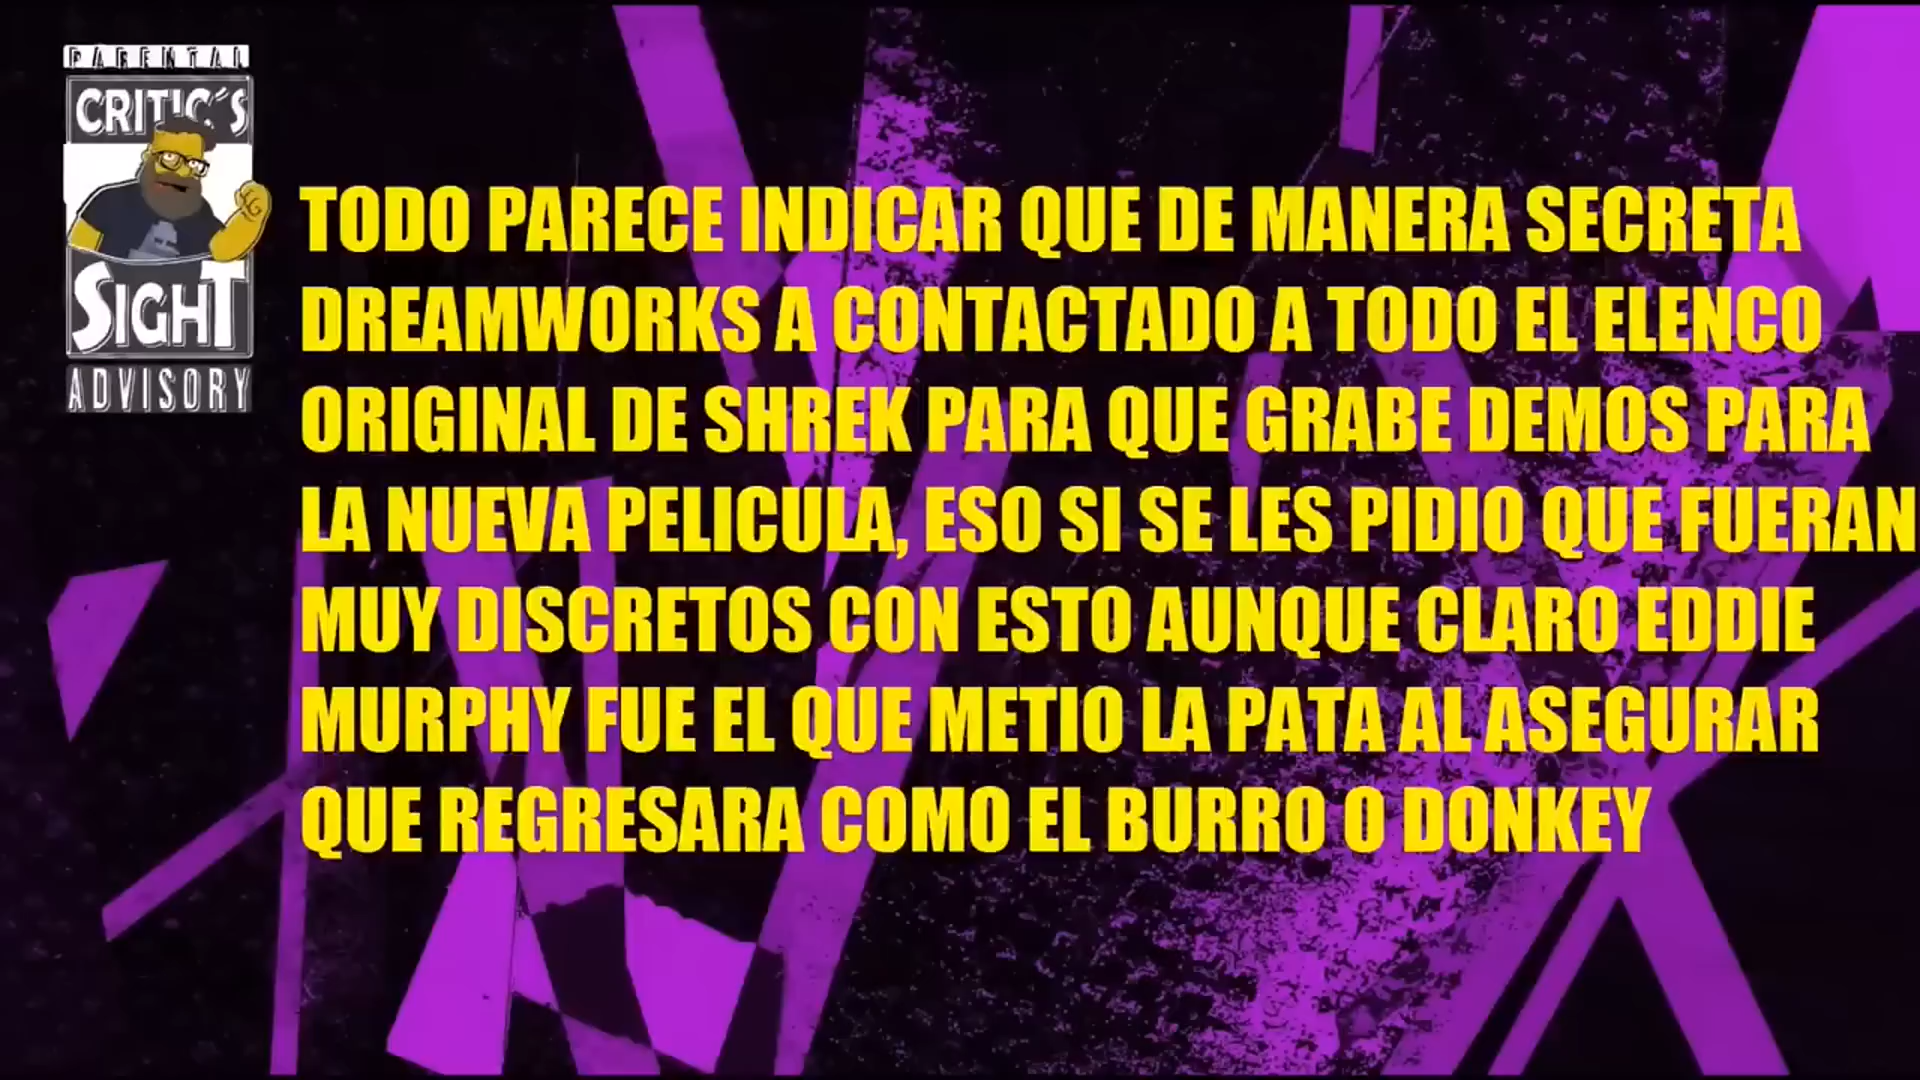 PARENTAL
CRITIC´S
SIGHT
ADVISORY
TODO PARECE INDICAR QUE DE MANERA SECRETA
DREAMWORKS A CONTACTADO A TODO EL ELENCO
ORIGINAL DE SHREK PARA QUE GRABE DEMOS PARA
LA NUEVA PELICULA, ESO SI SE LES PIDIO QUE FUERAN
MUY DISCRETOS CON ESTO AUNQUE CLARO EDDIE
MURPHY FUE EL QUE METIO LA PATA AL ASEGURAR
QUE REGRESARA COMO EL BURRO O DONKEY